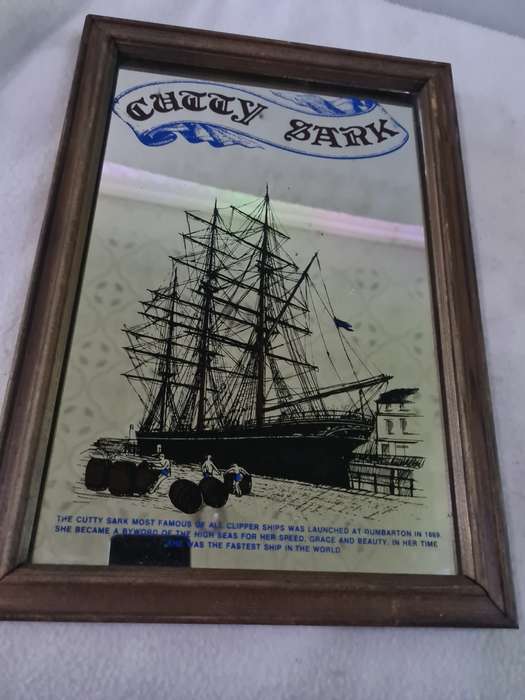 CUTTY SARK
THE CUTTY SARK MOST FAMOUS OF ALL CLIPPER SHIPS WAS LAUNCHED AT DUMBARTON IN 1869.
SHE BECAME A BYWORD OF THE HIGH SEAS FOR HER SPEED, GRACE AND BEAUTY. IN HER TIME
SHE WAS THE FASTEST SHIP IN THE WORLD